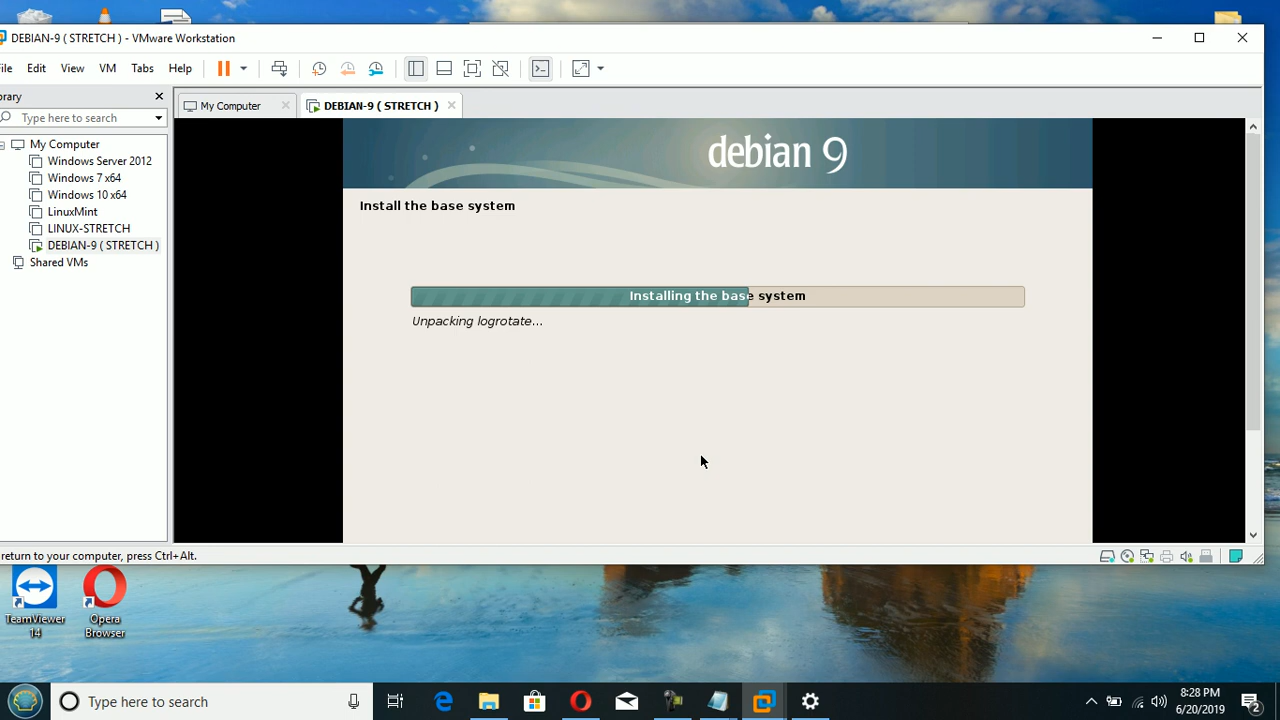 DEBIAN-9 ( STRETCH ) - VMware Workstation
File Edit View VM Tabs Help
Library
My Computer
DEBIAN-9 ( STRETCH )
Type here to search
My Computer
Windows Server 2012
Windows 7 x64
Windows 10 x64
LinuxMint
LINUX-STRETCH
DEBIAN-9 ( STRETCH )
Shared VMs
debian 9
Install the base system
Installing the base system
Unpacking logrotate...
return to your computer, press Ctrl+Alt.
TeamViewer
14
Opera
Browser
Type here to search
8:28 PM
6/20/2019
2